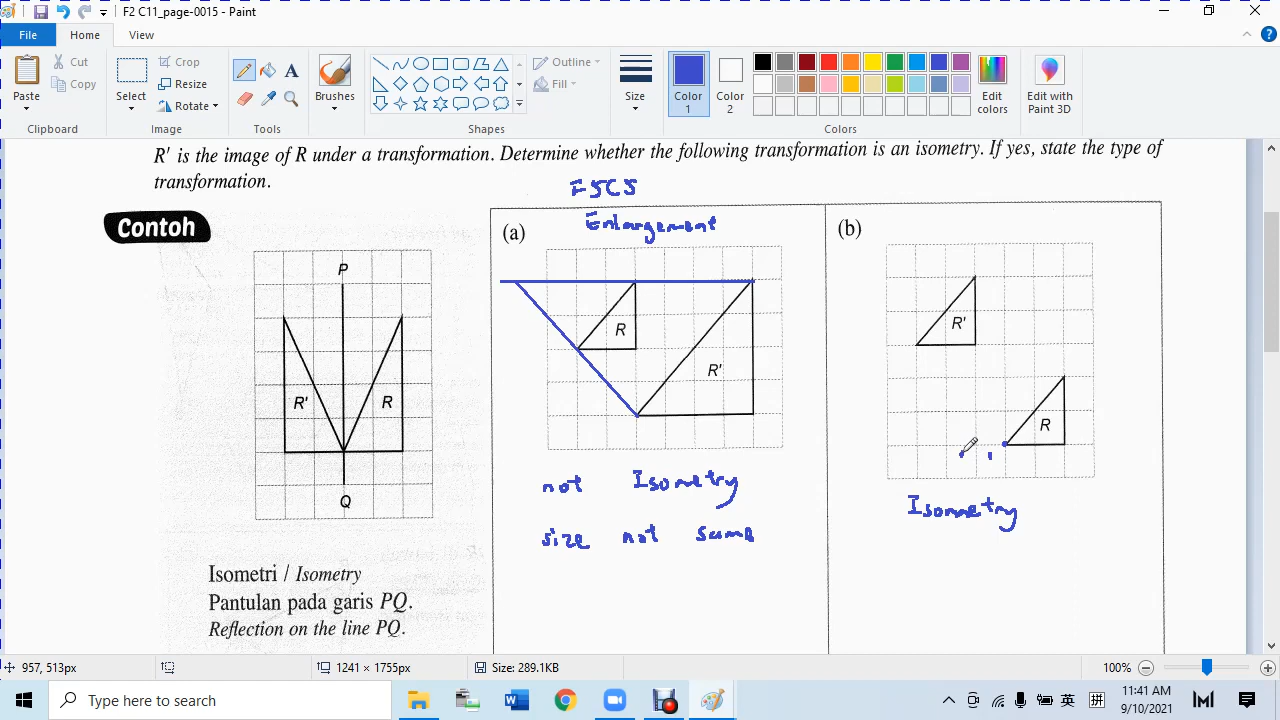 F2 C11_page-0015 - Paint
File
Home
View
Paste
Cut
Copy
Clipboard
Select
Crop
Resize
Rotate
Image
A
Tools
Brushes
Outline
Fill
Shapes
Size
Color 1
Color 2
Edit colors
Edit with Paint 3D
Colors
R' is the image of R under a transformation. Determine whether the following transformation is an isometry. If yes, state the type of
transformation.
Contoh
P
R'
R
Q
Isometri / Isometry
Pantulan pada garis PQ.
Reflection on the line PQ.
Enlargement
(a)
R
R'
not Isometry
size not same
(b)
R'
R
Isometry
957, 513px
1241 × 1755px
Size: 289.1KB
100%
Type here to search
英
拼
11:41 AM
9/10/2021